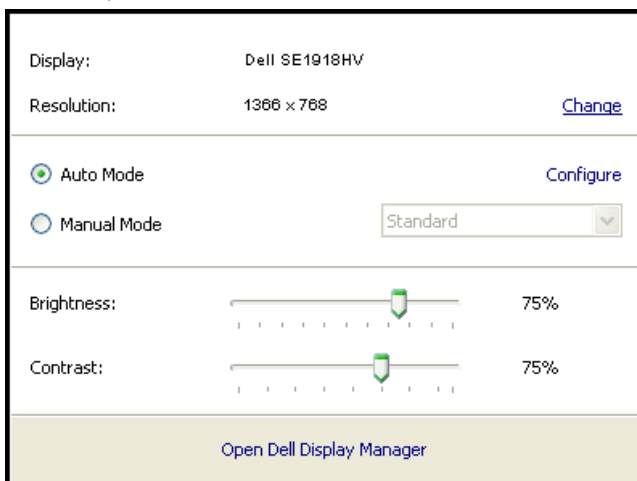 Display: Dell SE1918HV
Resolution: 1366 x 768 Change
Auto Mode Configure
Manual Mode Standard
Brightness: 75%
Contrast: 75%
Open Dell Display Manager